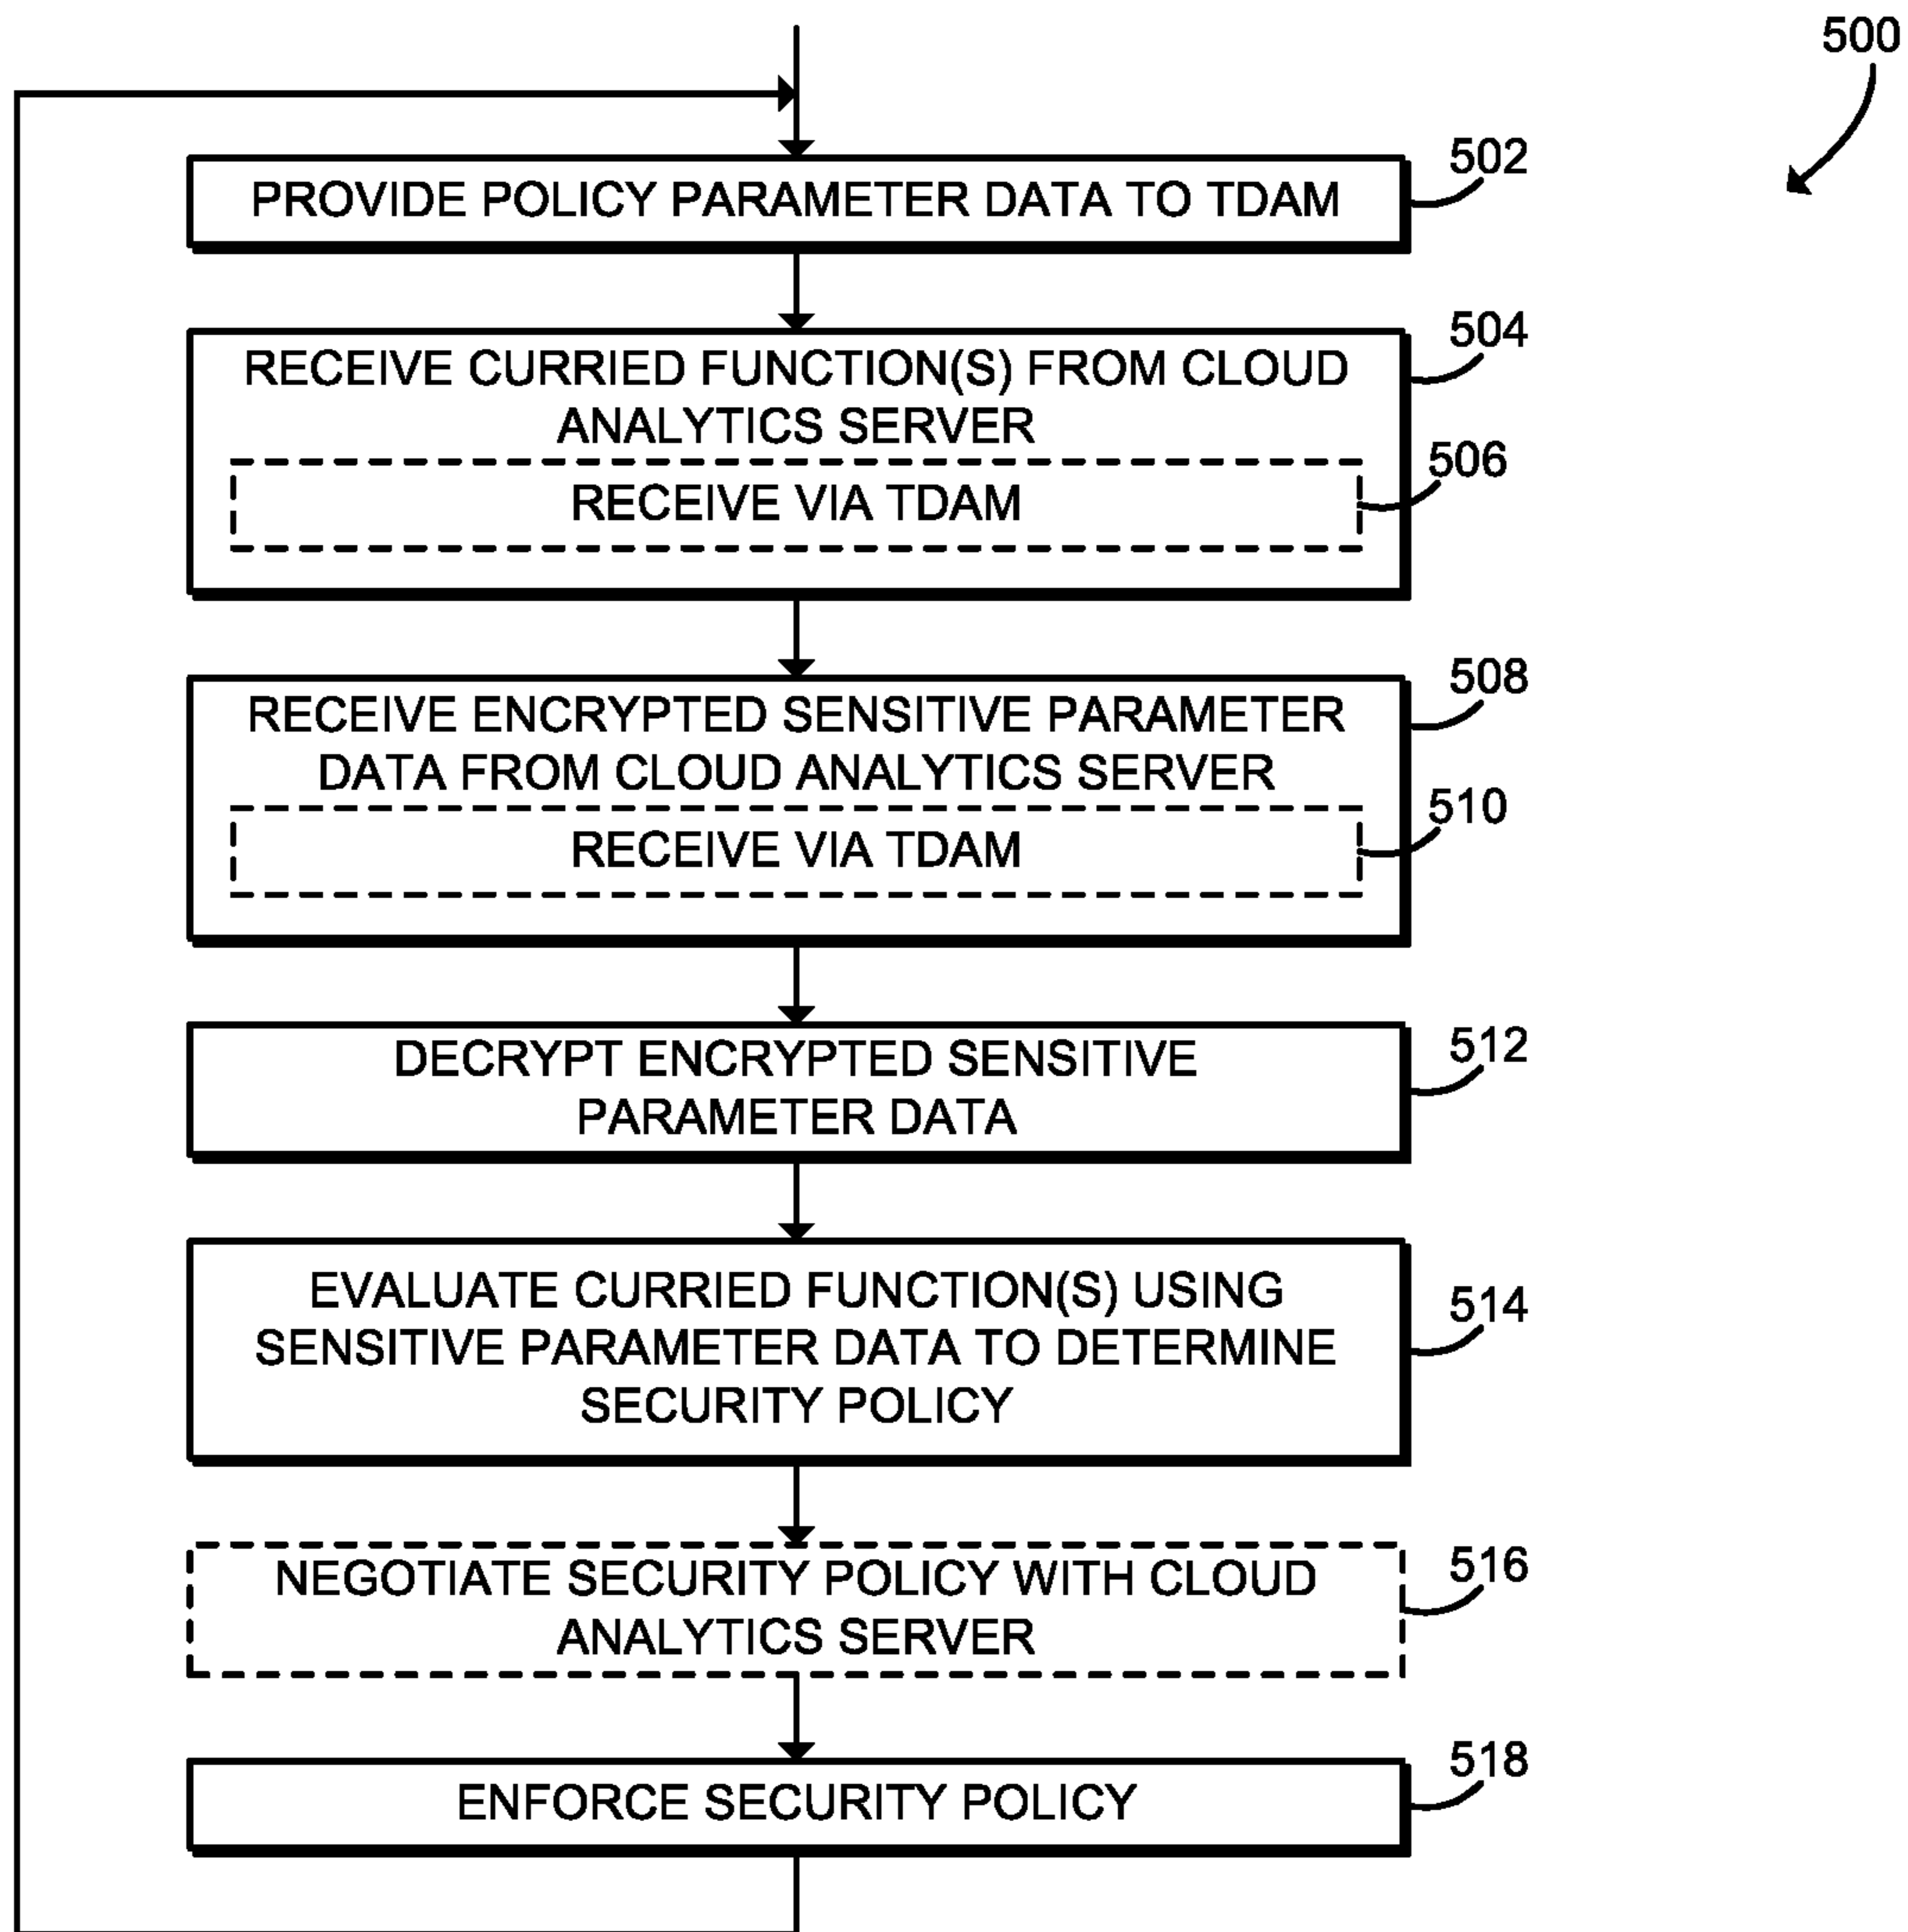 500
PROVIDE POLICY PARAMETER DATA TO TDAM
502
RECEIVE CURRIED FUNCTION(S) FROM CLOUD
ANALYTICS SERVER
504
RECEIVE VIA TDAM
506
RECEIVE ENCRYPTED SENSITIVE PARAMETER
DATA FROM CLOUD ANALYTICS SERVER
508
RECEIVE VIA TDAM
510
DECRYPT ENCRYPTED SENSITIVE
PARAMETER DATA
512
EVALUATE CURRIED FUNCTION(S) USING
SENSITIVE PARAMETER DATA TO DETERMINE
SECURITY POLICY
514
NEGOTIATE SECURITY POLICY WITH CLOUD
ANALYTICS SERVER
516
ENFORCE SECURITY POLICY
518